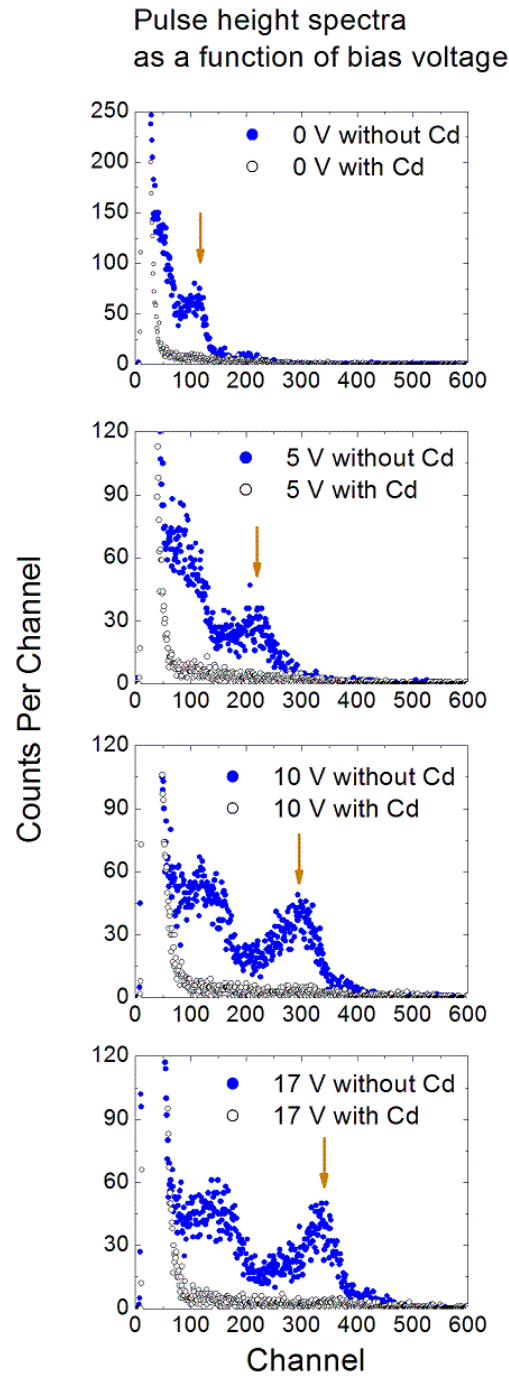 Pulse height spectra
as a function of bias voltage
250
200
150
100
50
0
0 V without Cd
0 V with Cd
0 100 200 300 400 500 600
120
90
60
30
0
5 V without Cd
5 V with Cd
0 100 200 300 400 500 600
120
90
60
30
0
10 V without Cd
10 V with Cd
0 100 200 300 400 500 600
120
90
60
30
0
17 V without Cd
17 V with Cd
0 100 200 300 400 500 600
Counts Per Channel
Channel